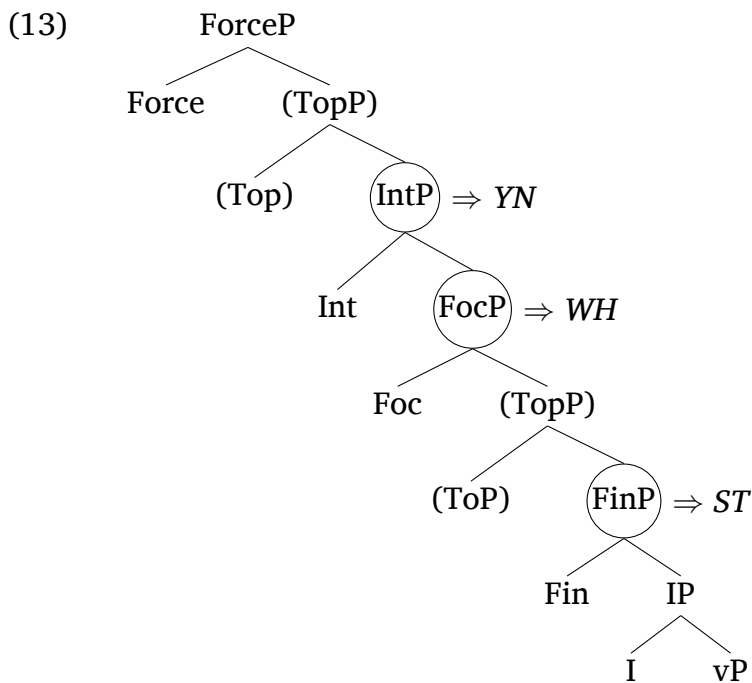 (13) ForceP
Force (TopP)
(Top) IntP ⇒ YN
Int FocP ⇒ WH
Foc (TopP)
(ToP) FinP ⇒ ST
Fin IP
I vP